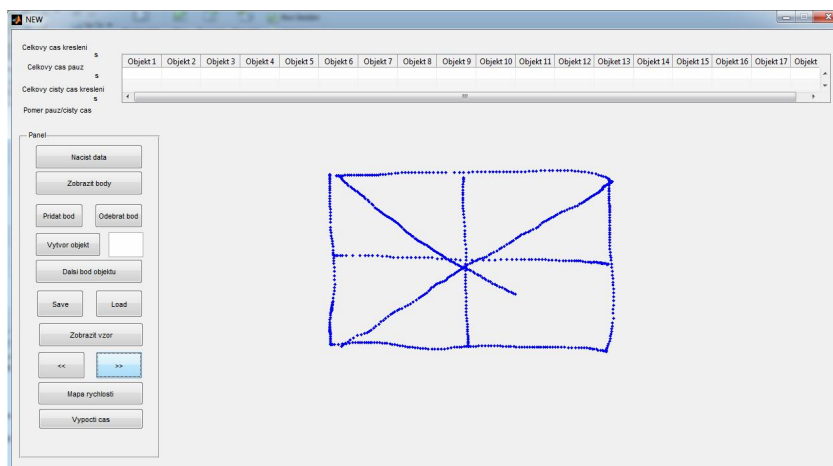 NEW
Celkovy cas kresleni
s
Celkovy cas pauz
s
Celkovy cisty cas kresleni
s
Pomer pauz/cisty cas
Objekt 1 Objekt 2 Objekt 3 Objekt 4 Objekt 5 Objekt 6 Objekt 7 Objekt 8 Objekt 9 Objekt 10 Objekt 11 Objekt 12 Objket 13 Objekt 14 Objekt 15 Objekt 16 Objekt 17 Objekt
Panel
Nacist data
Zobrazit body
Pridat bod Odebrat bod
Vytvor objekt
Dalsi bod objektu
Save Load
Zobrazit vzor
<< >>
Mapa rychlosti
Vypocti cas